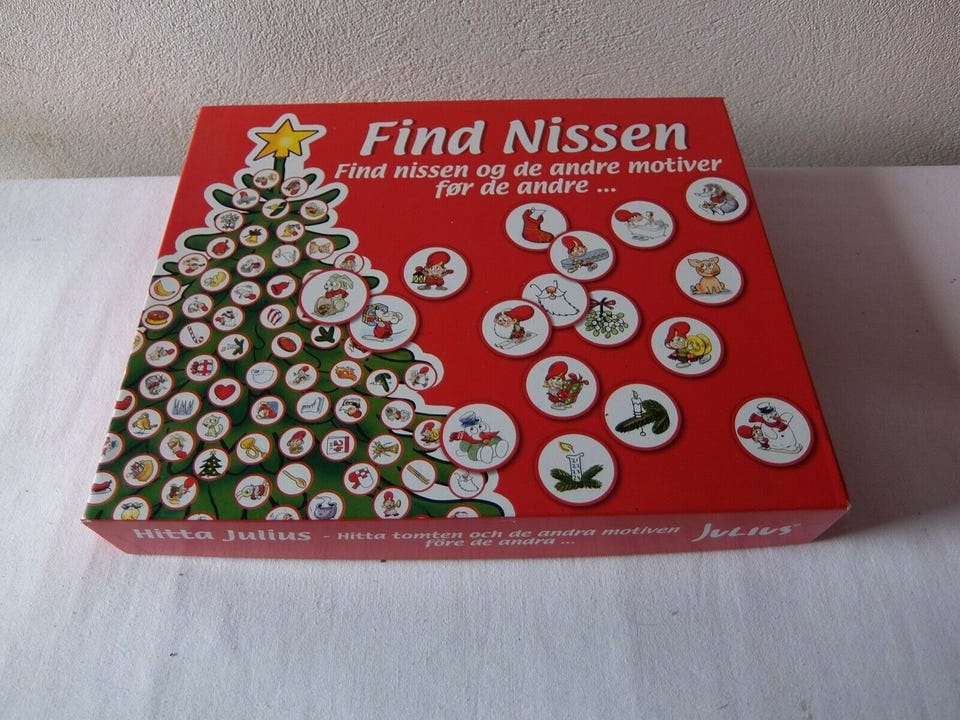 Find Nissen
Find nissen og de andre motiver
før de andre ...
Hitta Julius - Hitta tomten och de andra motiven
före de andra ...
JULIUS